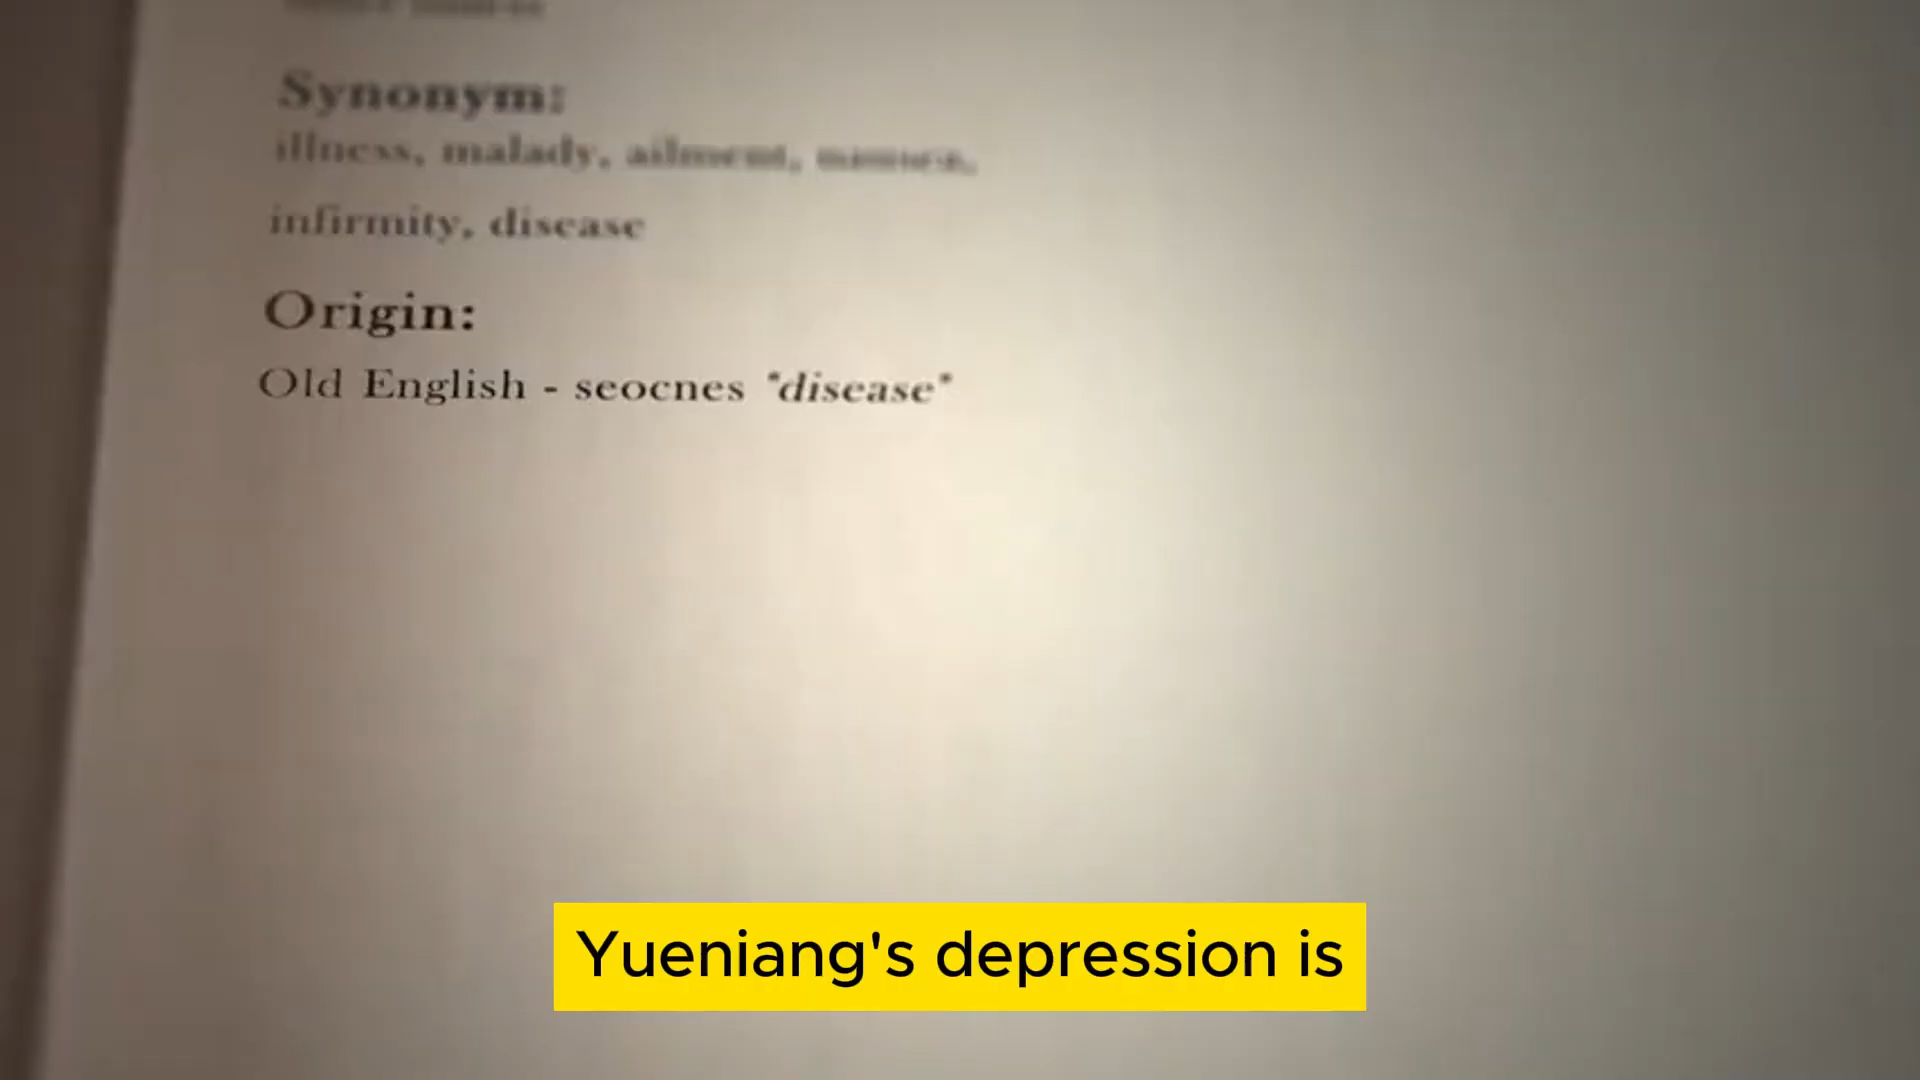 Synonym:
illness, malady, ailment,
infirmity, disease
Origin:
Old English - seocnes "disease"
Yueniang's depression is